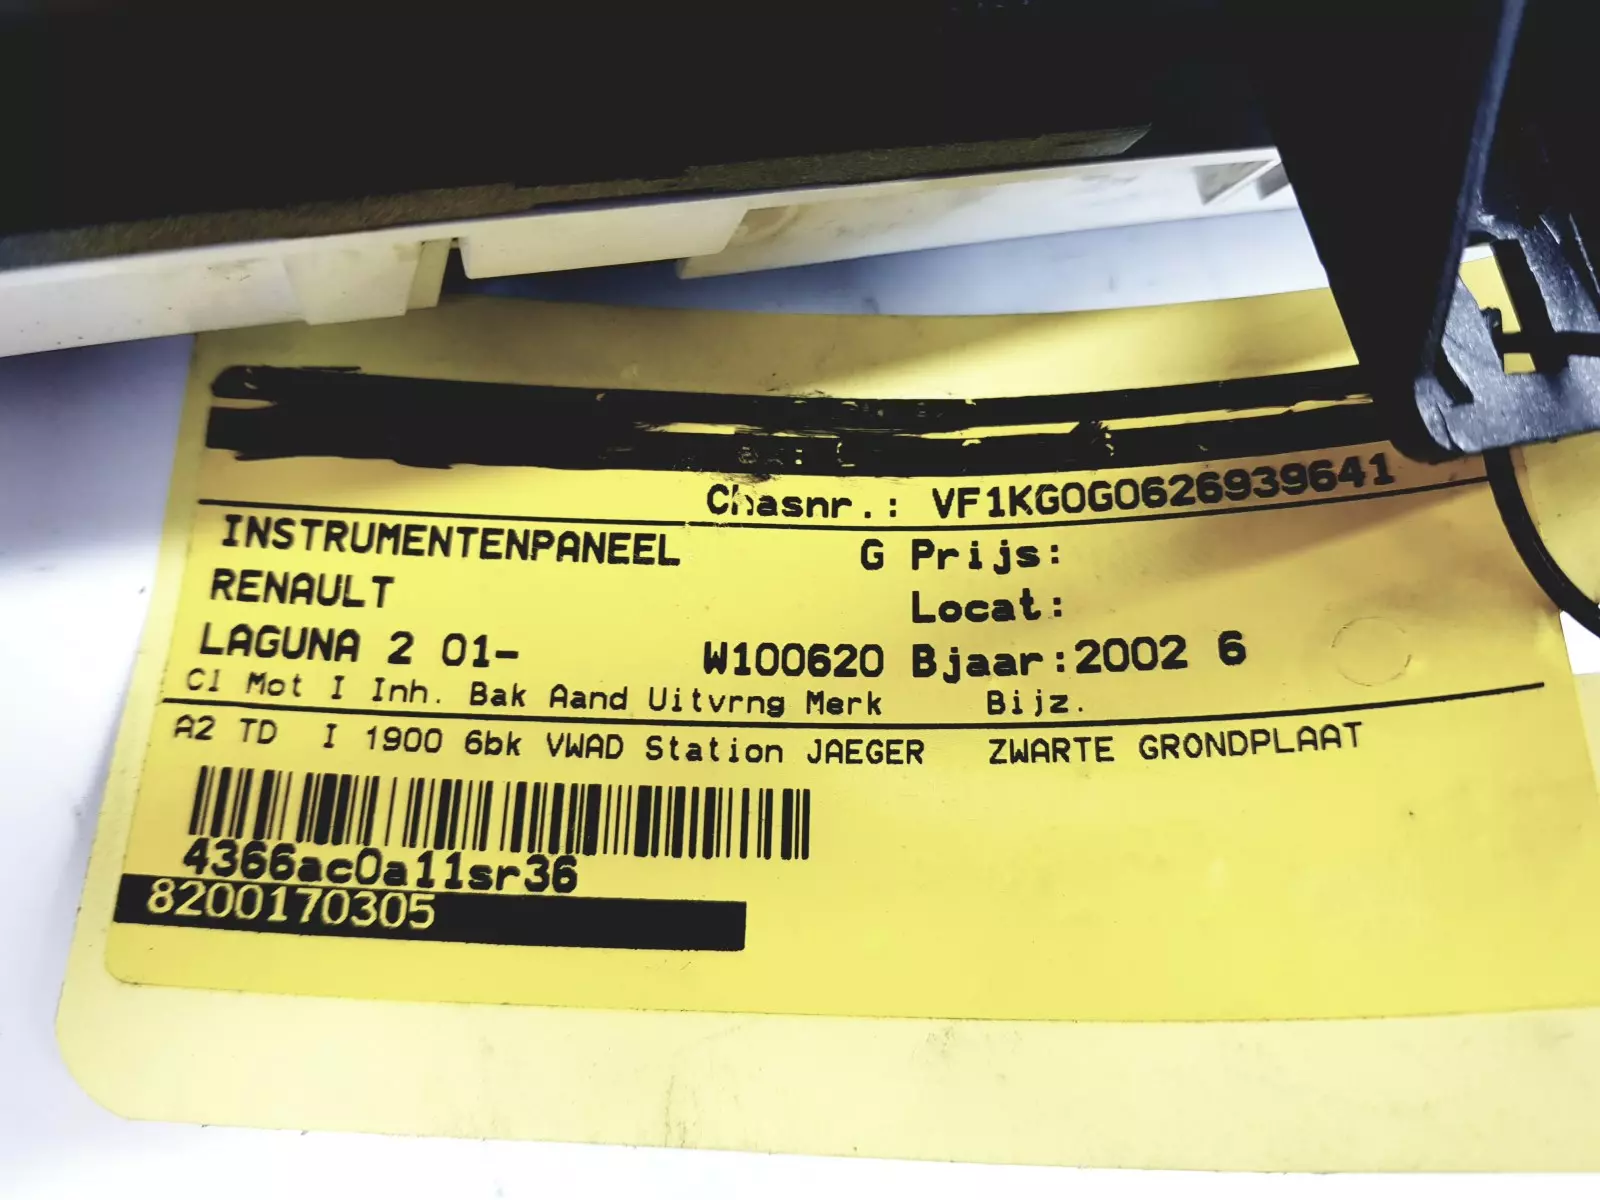 Chasnr.: VF1KG0G0626939641
INSTRUMENTENPANEEL G Prijs:
RENAULT Locat:
LAGUNA 2 01- W100620 Bjaar:2002 6
Cl Mot I Inh. Bak Aand Uitvrng Merk Bijz.
A2 TD I 1900 6bk VWAD Station JAEGER ZWARTE GRONDPLAAT
4366ac0a11sr36
8200170305